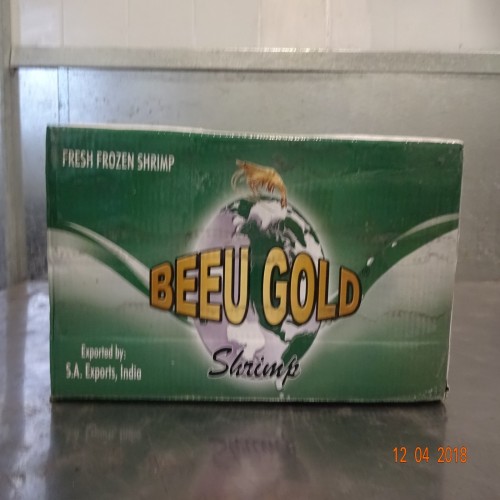 FRESH FROZEN SHRIMP
BEEU GOLD
Shrimp
Exported by:
S.A. Exports, India
12 04 2018